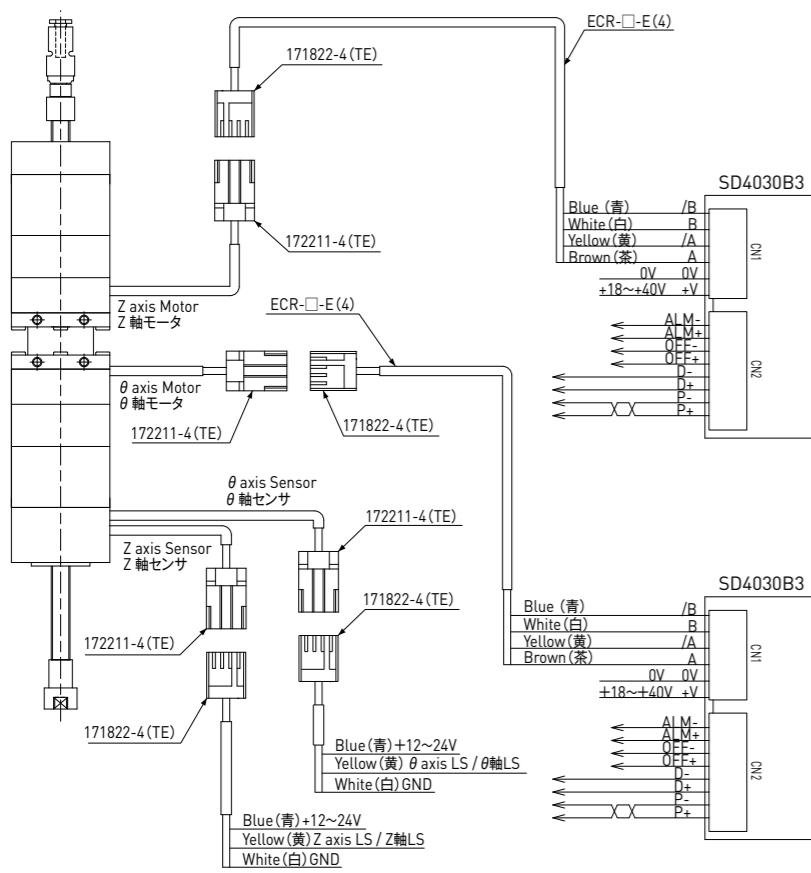 ECR-□-E(4)
171822-4(TE)
SD4030B3
Blue (青) /B
White(白) B
Yellow(黄) /A
Brown(茶) A
0V 0V
+18~+40V +V
CN1
172211-4(TE)
Z axis Motor
Z 軸モータ
ECR-□-E(4)
ALM-
ALM+
OFF-
OFF+
D-
D+
P-
P+
CN2
θ axis Motor
θ 軸モータ
172211-4(TE)
171822-4(TE)
θ axis Sensor
θ 軸センサ
172211-4(TE)
Z axis Sensor
Z 軸センサ
171822-4(TE)
172211-4(TE)
171822-4(TE)
SD4030B3
Blue (青) /B
White(白) B
Yellow(黄) /A
Brown(茶) A
0V 0V
+18~+40V +V
CN1
ALM-
ALM+
OFF-
OFF+
D-
D+
P-
P+
CN2
Blue(青)+12~24V
Yellow(黄) θ axis LS / θ軸LS
White(白)GND
Blue(青)+12~24V
Yellow(黄) Z axis LS / Z軸LS
White(白)GND